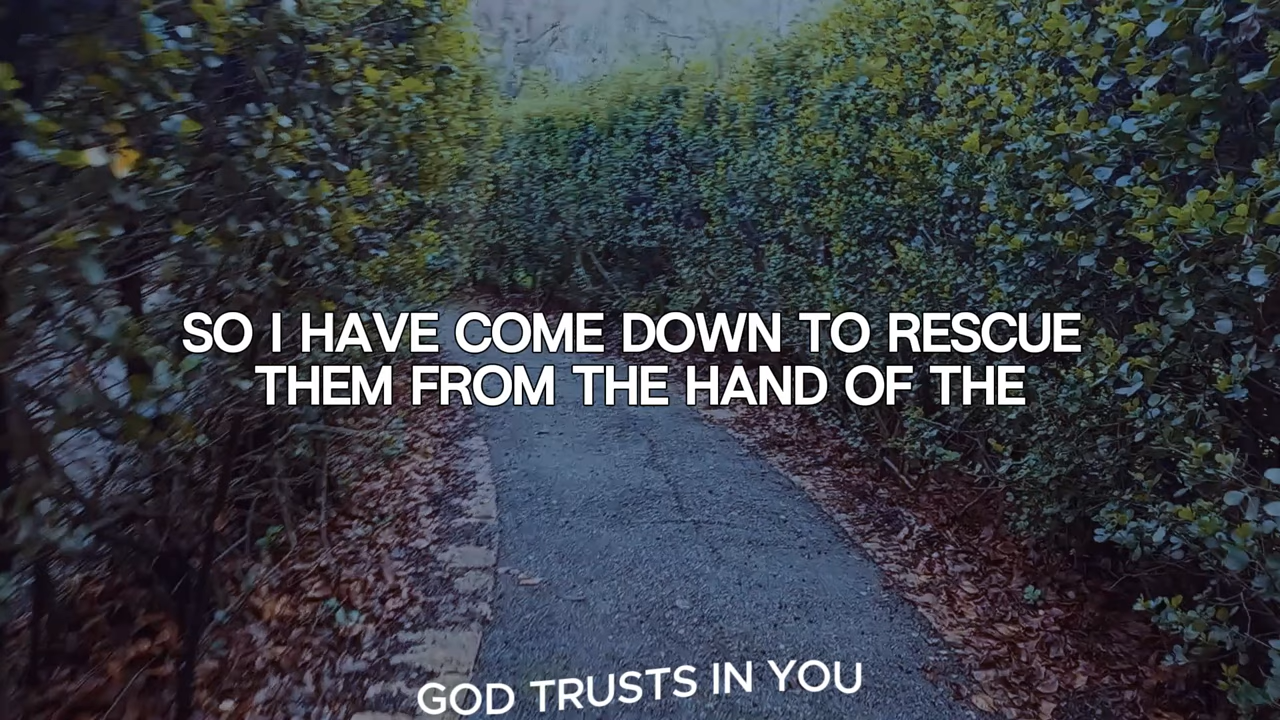 SO I HAVE COME DOWN TO RESCUE
THEM FROM THE HAND OF THE
GOD TRUSTS IN YOU